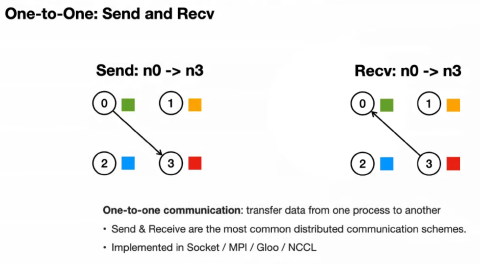 One-to-One: Send and Recv
Send: n0 -> n3
Recv: n0 -> n3
0
1
0
1
2
3
2
3
One-to-one communication: transfer data from one process to another
• Send & Receive are the most common distributed communication schemes.
• Implemented in Socket / MPI / Gloo / NCCL